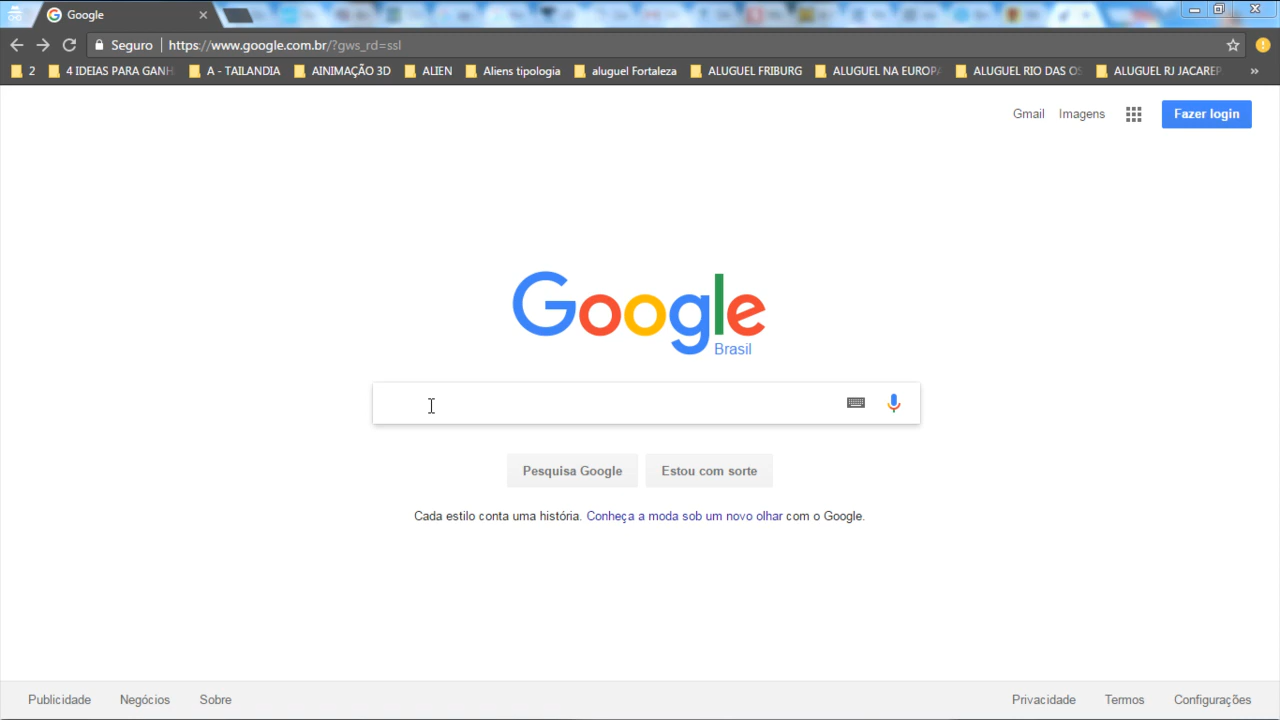 Google
Seguro https://www.google.com.br/?gws_rd=ssl
2 4 IDEIAS PARA GANH A - TAILANDIA AINIMAÇÃO 3D ALIEN Aliens tipologia aluguel Fortaleza ALUGUEL FRIBURG ALUGUEL NA EUROPA ALUGUEL RIO DAS OS ALUGUEL RJ JACAREP »
Gmail Imagens Fazer login
Google
Brasil
Pesquisa Google Estou com sorte
Cada estilo conta uma história. Conheça a moda sob um novo olhar com o Google.
Publicidade Negócios Sobre Privacidade Termos Configurações